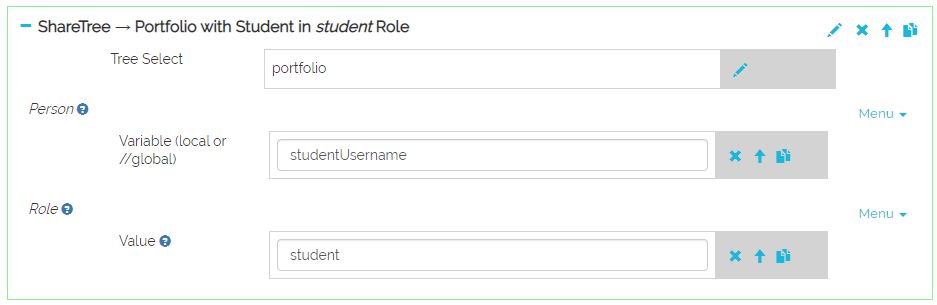 ShareTree → Portfolio with Student in student Role
Tree Select
portfolio
Person
Menu
Variable (local or
//global)
studentUsername
Role
Menu
Value
student